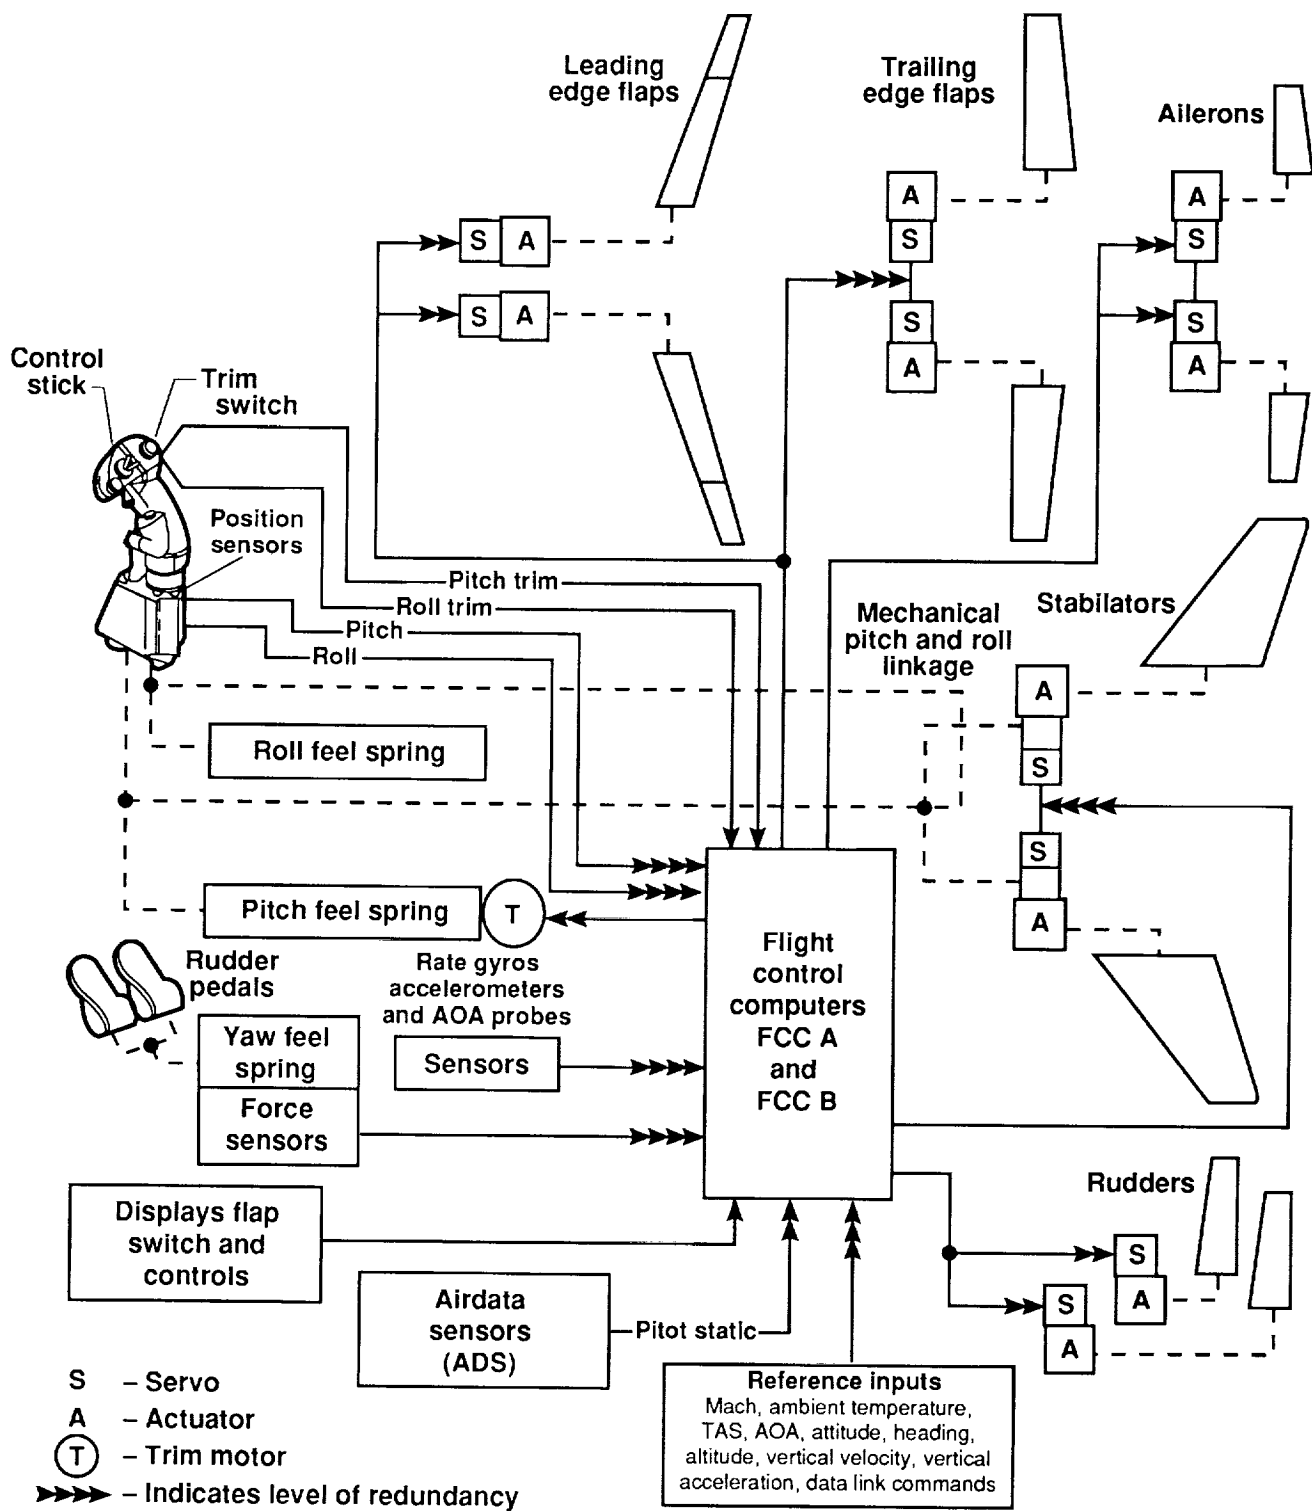 Leading
edge flaps
Trailing
edge flaps
Ailerons
A
S
S
A
S
A
S
A
A
S
S
A
Control
stick
Trim
switch
Position
sensors
Pitch trim
Roll trim
Pitch
Roll
Mechanical
pitch and roll
linkage
Stabilators
A
S
S
A
Roll feel spring
Pitch feel spring
T
Rudder
pedals
Rate gyros
accelerometers
and AOA probes
Sensors
Yaw feel
spring
Force
sensors
Flight
control
computers
FCC A
and
FCC B
Displays flap
switch and
controls
Airdata
sensors
(ADS)
Pitot static
Rudders
S
A
S
A
Reference inputs
Mach, ambient temperature,
TAS, AOA, attitude, heading,
altitude, vertical velocity, vertical
acceleration, data link commands
S – Servo
A – Actuator
T – Trim motor
– Indicates level of redundancy